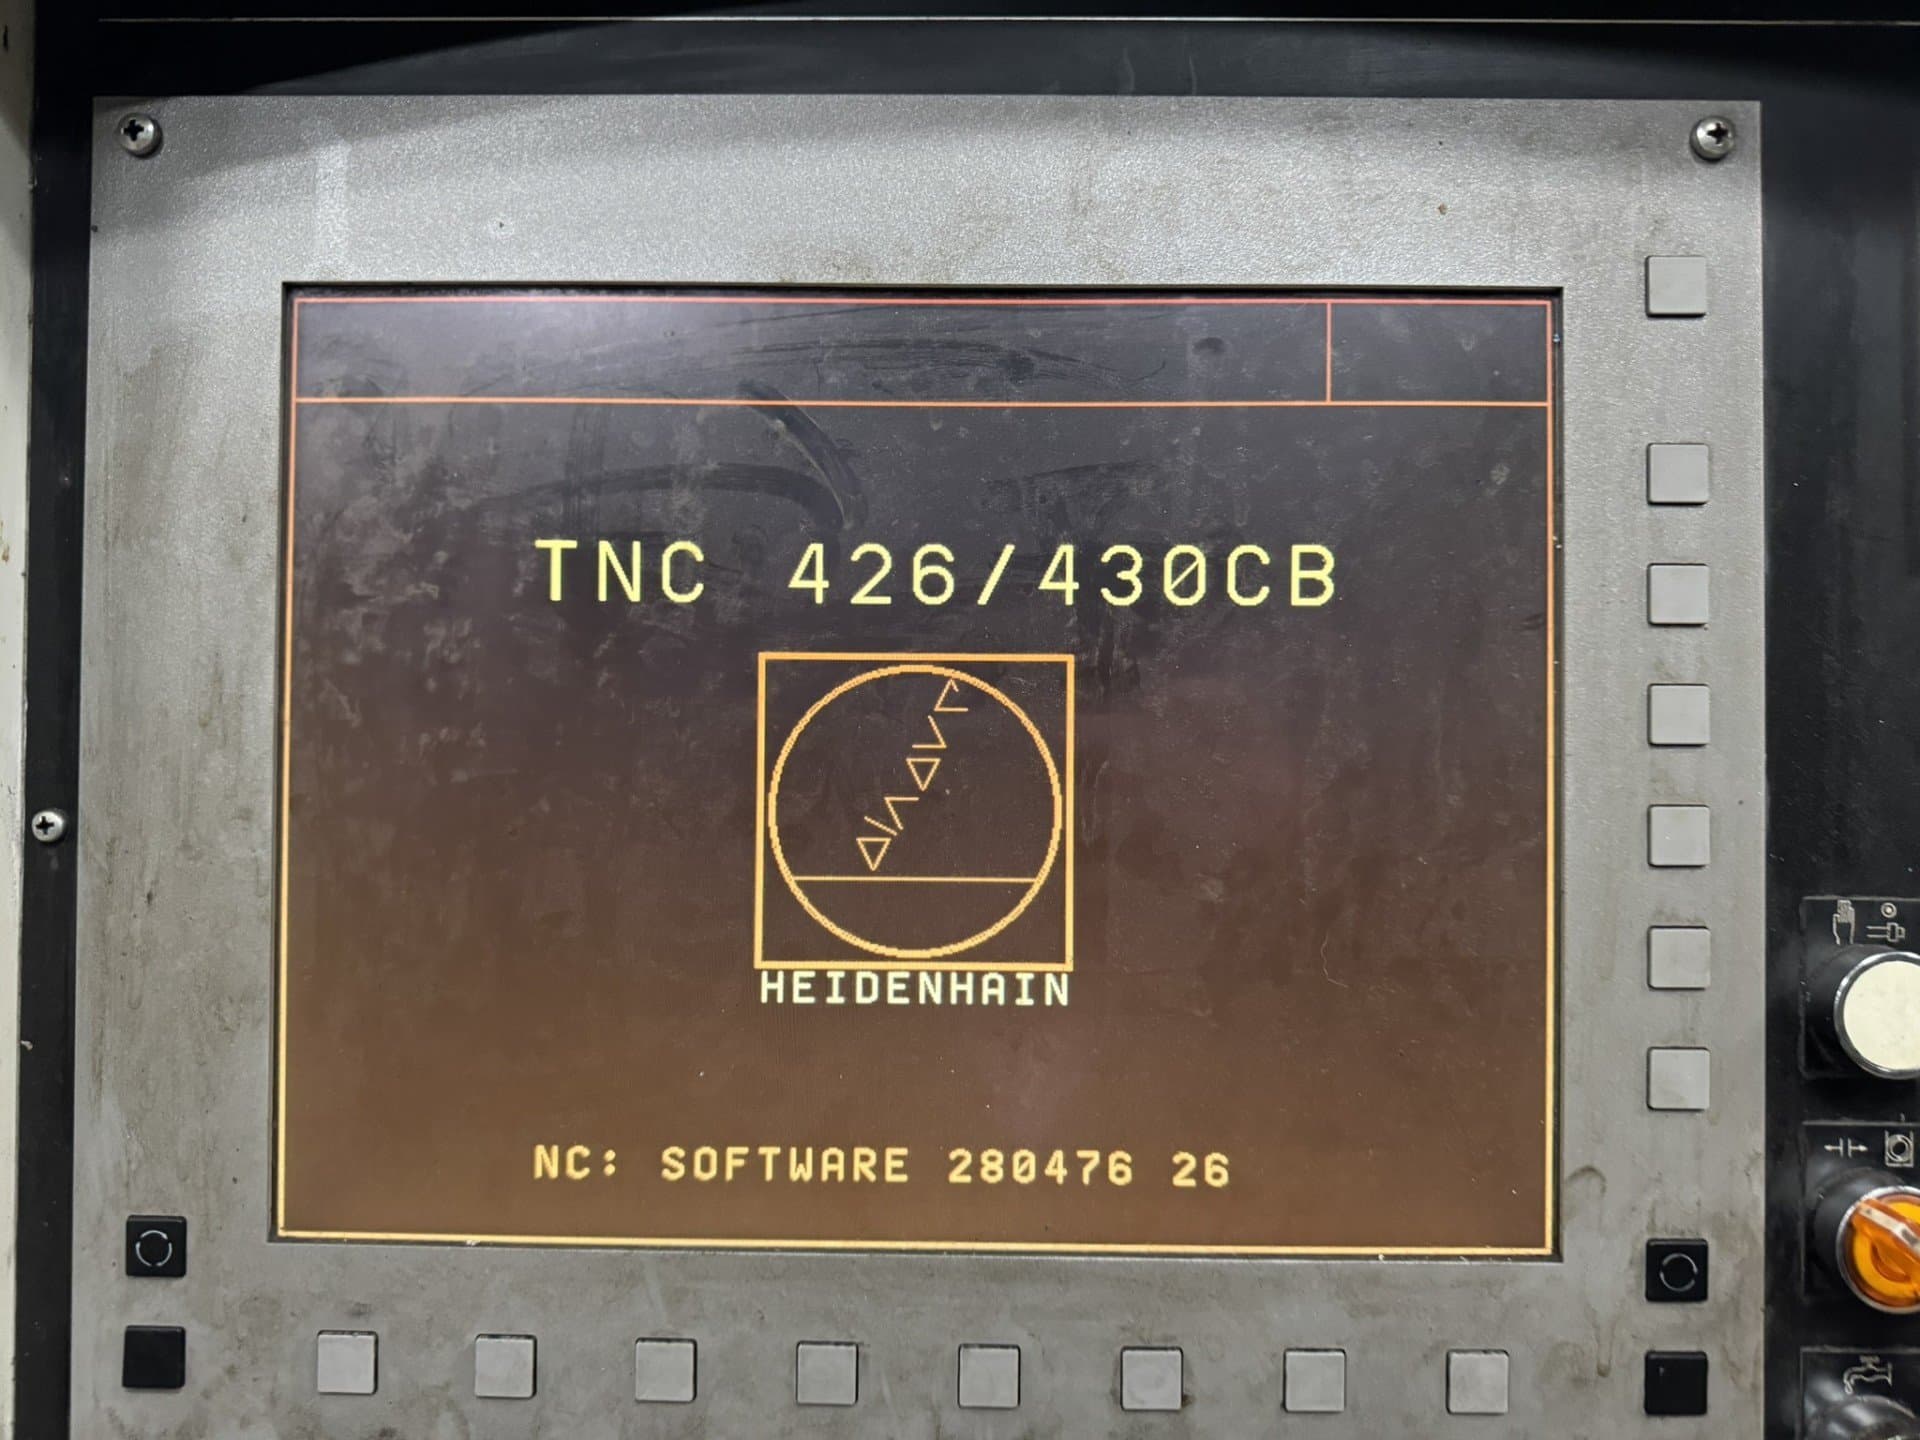 TNC 426/430CB
HEIDENHAIN
NC: SOFTWARE 280476 26